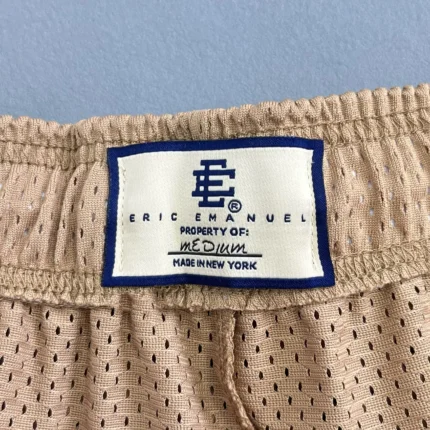 EE®
ERIC EMANUEL
PROPERTY OF:
MEDIUM
MADE IN NEW YORK